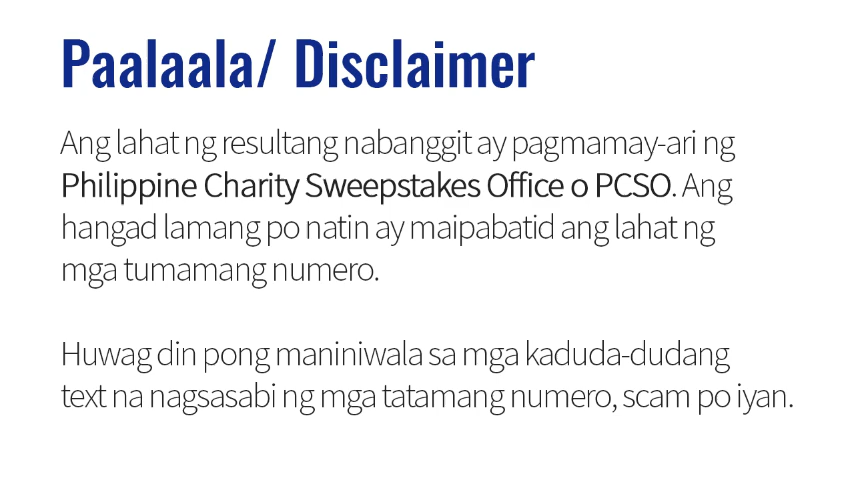 Paalaala/ Disclaimer
Ang lahat ng resultang nabanggit ay pagmamay-ari ng
Philippine Charity Sweepstakes Office o PCSO. Ang
hangad lamang po natin ay maipabatid ang lahat ng
mga tumamang numero.
Huwag din pong maniniwala sa mga kaduda-dudang
text na nagsasabi ng mga tatamang numero, scam po iyan.